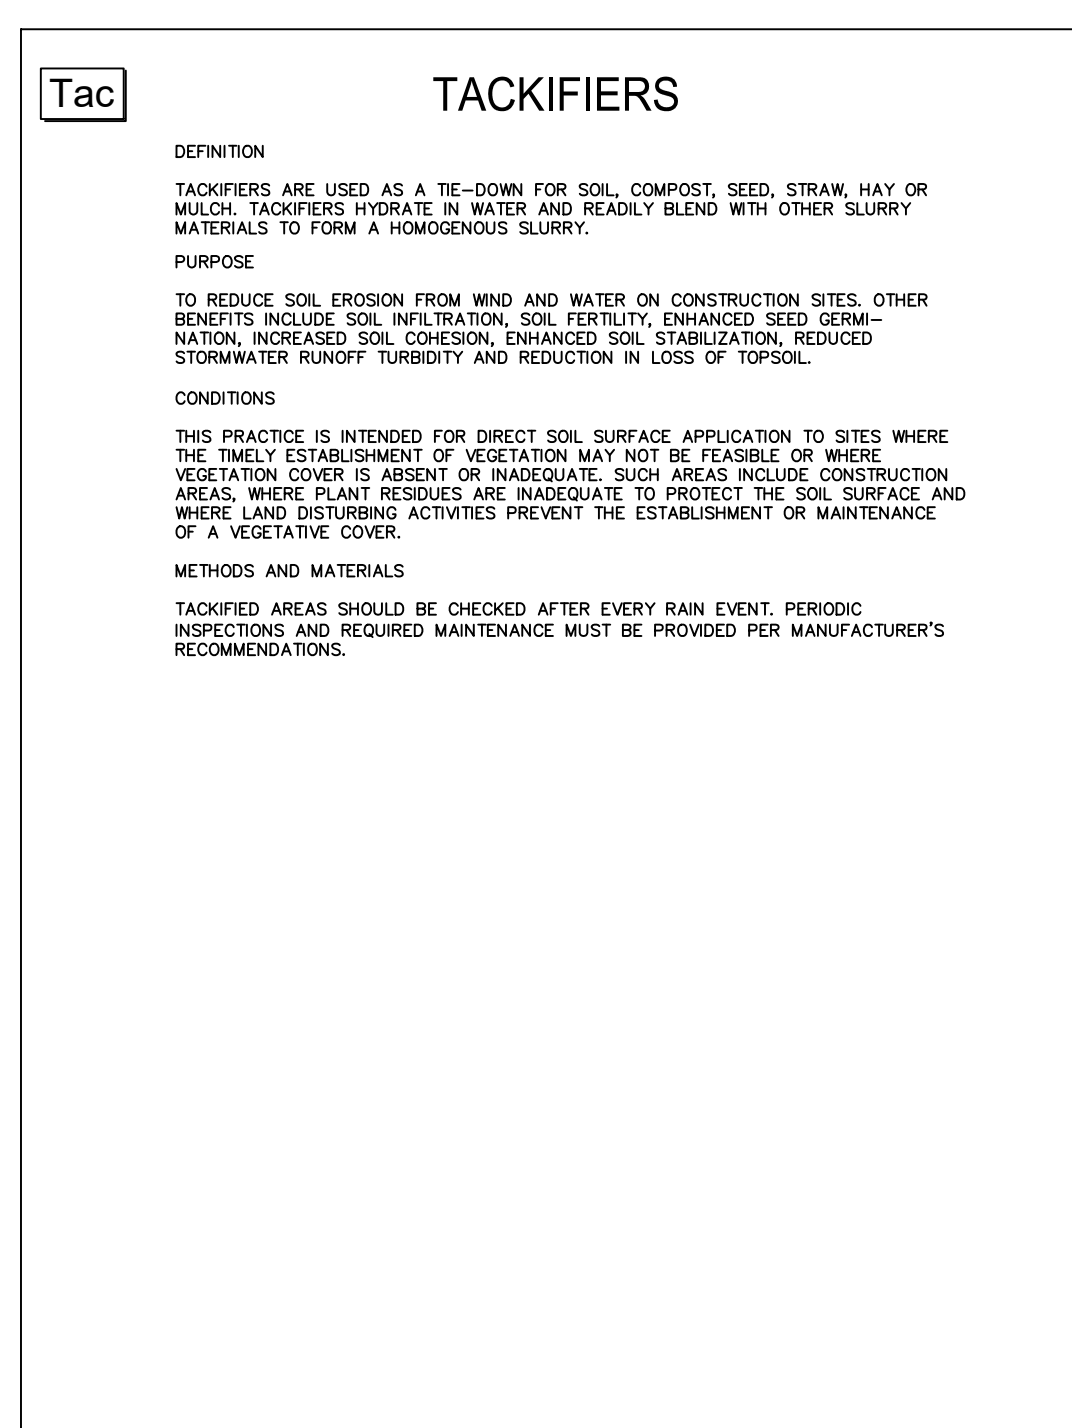 Tac
TACKIFIERS
DEFINITION
TACKIFIERS ARE USED AS A TIE–DOWN FOR SOIL, COMPOST, SEED, STRAW, HAY OR
MULCH. TACKIFIERS HYDRATE IN WATER AND READILY BLEND WITH OTHER SLURRY
MATERIALS TO FORM A HOMOGENOUS SLURRY.
PURPOSE
TO REDUCE SOIL EROSION FROM WIND AND WATER ON CONSTRUCTION SITES. OTHER
BENEFITS INCLUDE SOIL INFILTRATION, SOIL FERTILITY, ENHANCED SEED GERMI–
NATION, INCREASED SOIL COHESION, ENHANCED SOIL STABILIZATION, REDUCED
STORMWATER RUNOFF TURBIDITY AND REDUCTION IN LOSS OF TOPSOIL.
CONDITIONS
THIS PRACTICE IS INTENDED FOR DIRECT SOIL SURFACE APPLICATION TO SITES WHERE
THE TIMELY ESTABLISHMENT OF VEGETATION MAY NOT BE FEASIBLE OR WHERE
VEGETATION COVER IS ABSENT OR INADEQUATE. SUCH AREAS INCLUDE CONSTRUCTION
AREAS, WHERE PLANT RESIDUES ARE INADEQUATE TO PROTECT THE SOIL SURFACE AND
WHERE LAND DISTURBING ACTIVITIES PREVENT THE ESTABLISHMENT OR MAINTENANCE
OF A VEGETATIVE COVER.
METHODS AND MATERIALS
TACKIFIED AREAS SHOULD BE CHECKED AFTER EVERY RAIN EVENT. PERIODIC
INSPECTIONS AND REQUIRED MAINTENANCE MUST BE PROVIDED PER MANUFACTURER'S
RECOMMENDATIONS.